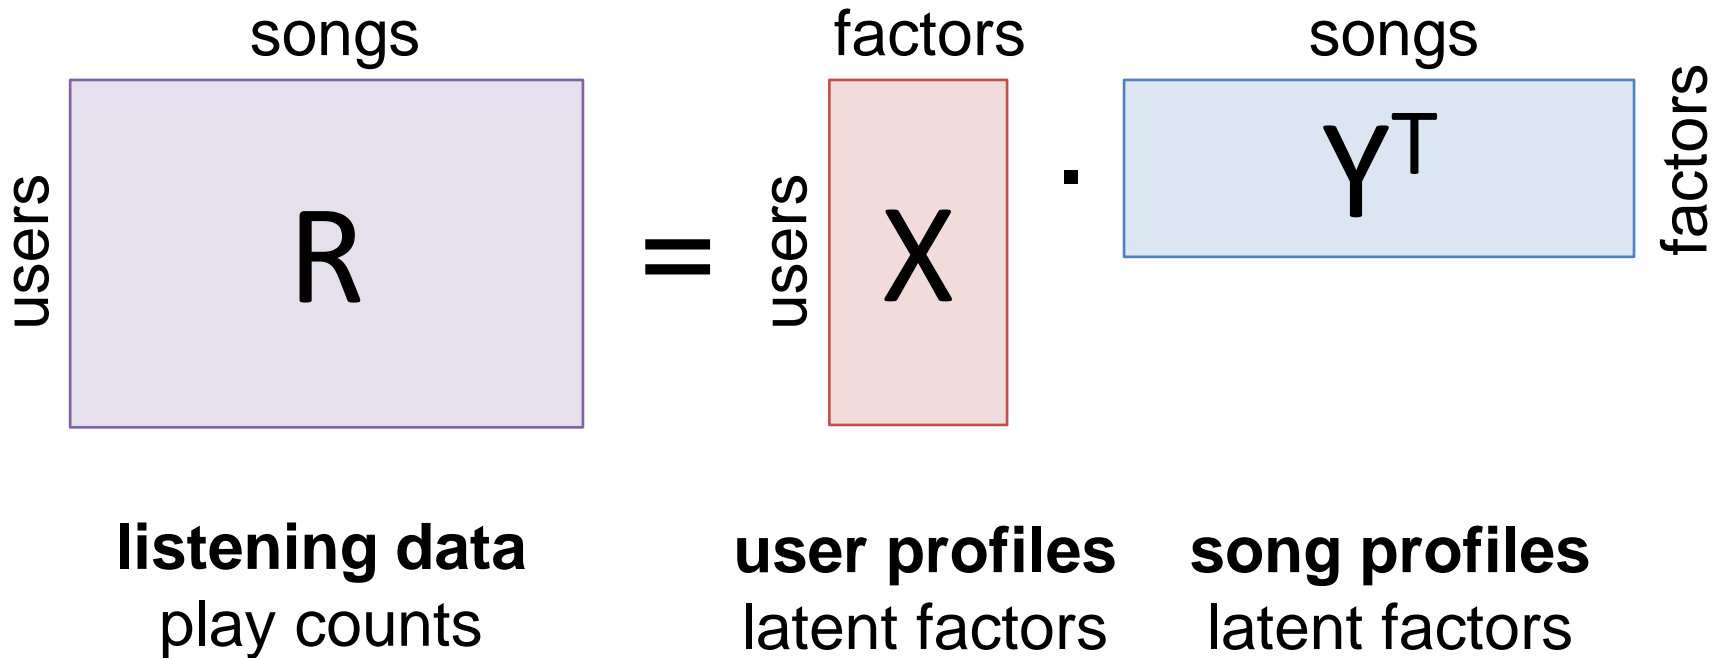 songs
users
R
=
factors
users
X
.
songs
Y^T
factors
listening data
play counts
user profiles
latent factors
song profiles
latent factors